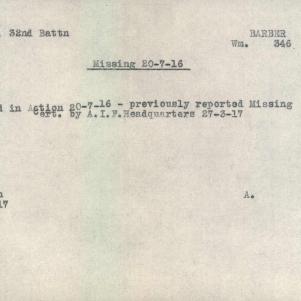 32nd Battn BARBER
Wm. 346
Missing 20-7-16
d in Action 20-7-16 - previously reported Missing
ert. by A.I.F.Headquarters 27-3-17
n A.
17